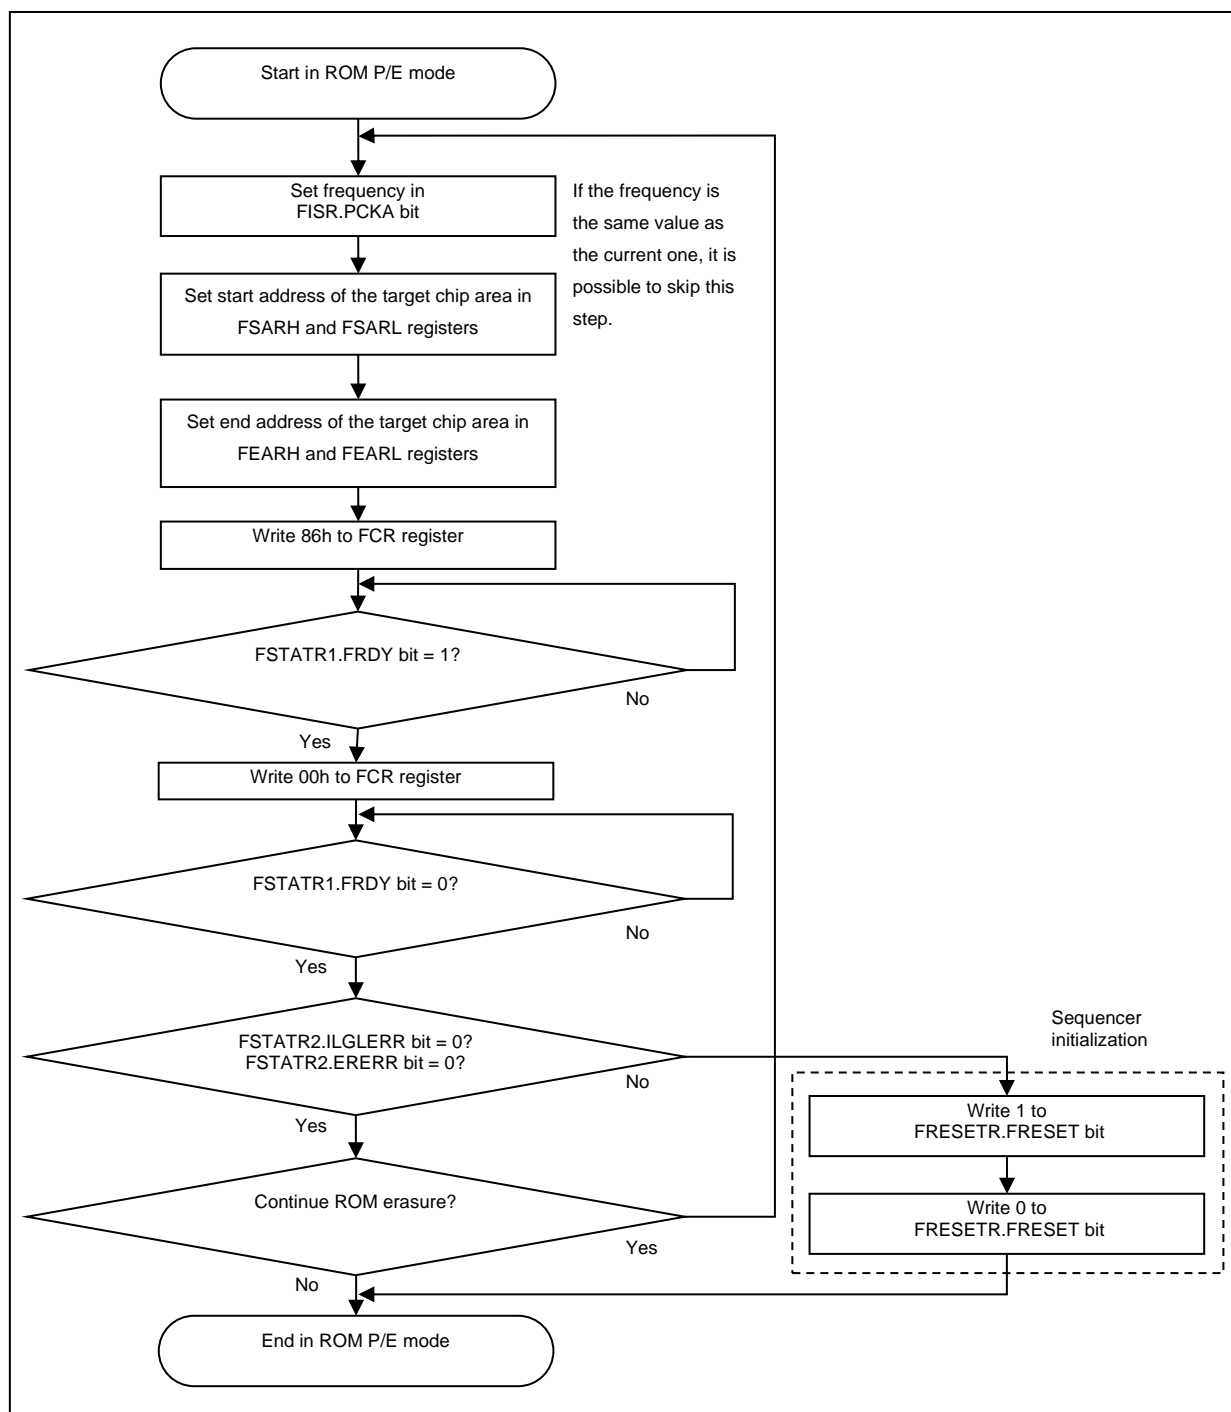 Start in ROM P/E mode
Set frequency in
FISR.PCKA bit
If the frequency is
the same value as
the current one, it is
possible to skip this
step.
Set start address of the target chip area in
FSARH and FSARL registers
Set end address of the target chip area in
FEARH and FEARL registers
Write 86h to FCR register
FSTATR1.FRDY bit = 1?
No
Yes
Write 00h to FCR register
FSTATR1.FRDY bit = 0?
No
Yes
FSTATR2.ILGLERR bit = 0?
FSTATR2.ERERR bit = 0?
No
Yes
Sequencer
initialization
Write 1 to
FRESETR.FRESET bit
Write 0 to
FRESETR.FRESET bit
Continue ROM erasure?
Yes
No
End in ROM P/E mode